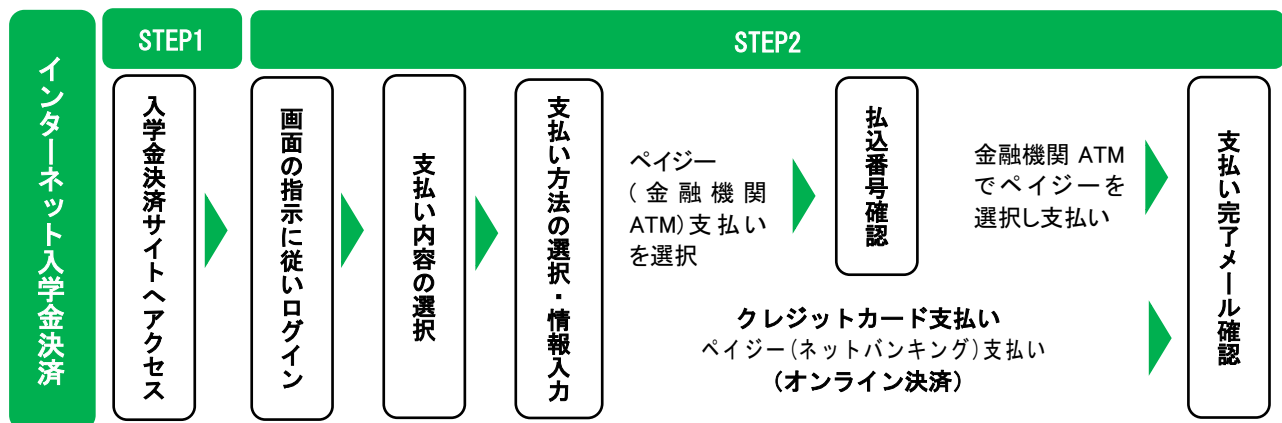 インターネット入学金決済
STEP1
STEP2
入学金決済サイトへアクセス
画面の指示に従いログイン
支払い内容の選択
支払い方法の選択・情報入力
ペイジー
(金融機関
ATM)支払い
を選択
払込番号確認
金融機関 ATM
でペイジーを
選択し支払い
クレジットカード支払い
ペイジー(ネットバンキング)支払い
(オンライン決済)
支払い完了メール確認